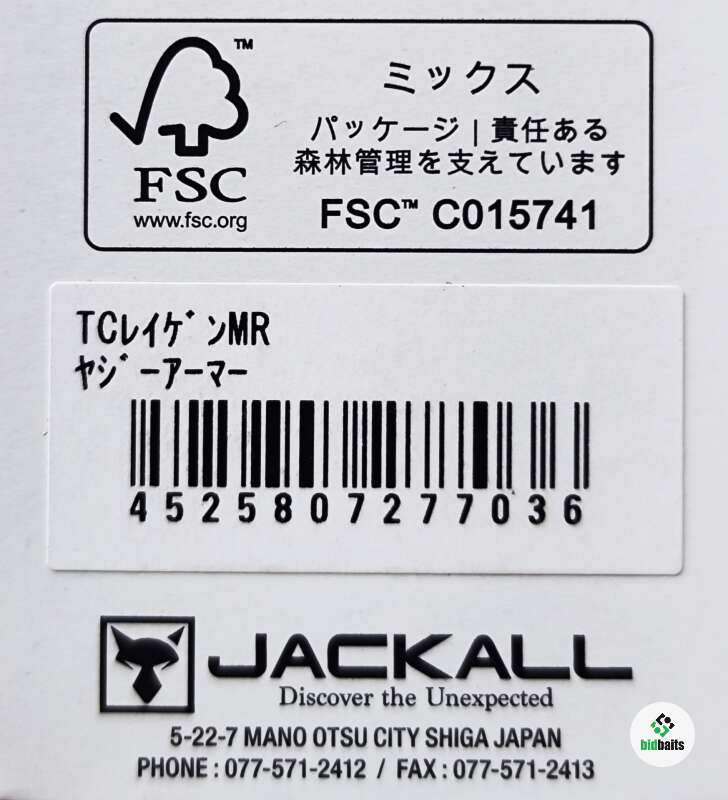 ™
FSC
www.fsc.org
ミックス
パッケージ | 責任ある
森林管理を支えています
FSC™ C015741
TCﾚｲｹﾞﾝMR
ﾔｼﾞｰｱｰﾏｰ
4525807277036
JACKALL
Discover the Unexpected
5-22-7 MANO OTSU CITY SHIGA JAPAN
PHONE : 077-571-2412 / FAX : 077-571-2413
bidbaits